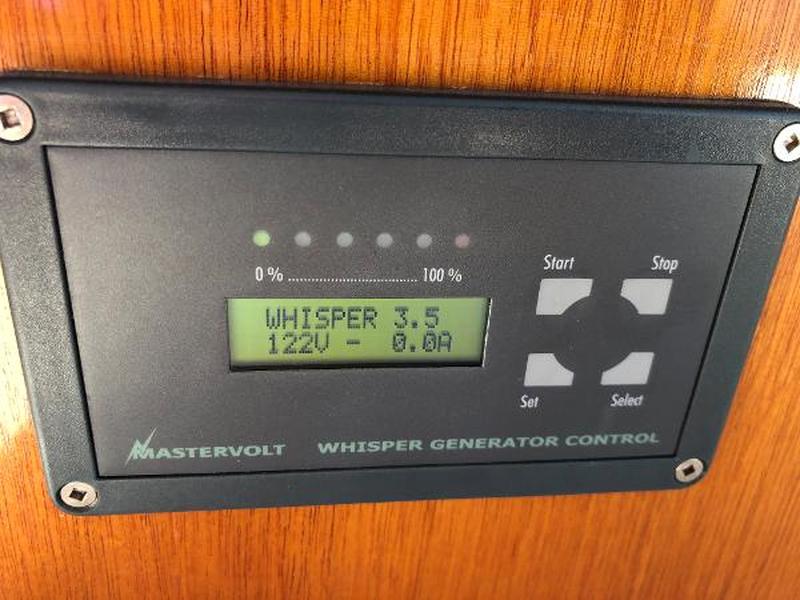 0 % .......................... 100 %
Start
Stop
WHISPER 3.5
122V - 0.0A
Set
Select
MASTERVOLT WHISPER GENERATOR CONTROL